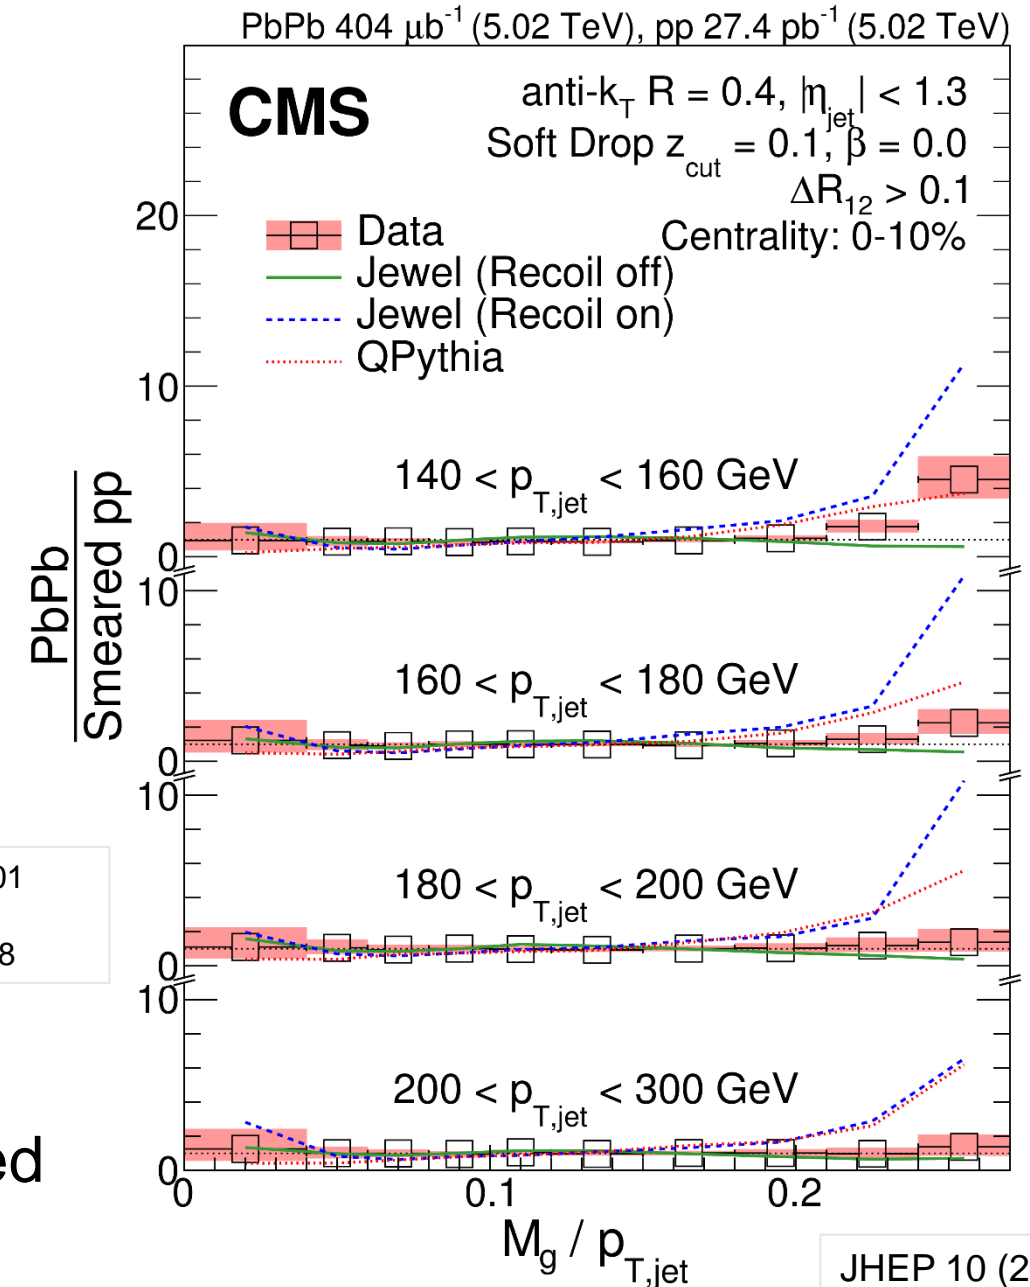 PbPb 404 μb⁻¹ (5.02 TeV), pp 27.4 pb⁻¹ (5.02 TeV)
CMS
anti-k_T R = 0.4, |η_jet| < 1.3
Soft Drop z_cut = 0.1, β = 0.0
ΔR₁₂ > 0.1
Centrality: 0-10%
Data
Jewel (Recoil off)
Jewel (Recoil on)
QPythia
20
10
0
140 < p_T,jet < 160 GeV
10
0
160 < p_T,jet < 180 GeV
10
0
180 < p_T,jet < 200 GeV
10
0
200 < p_T,jet < 300 GeV
PbPb
Smeared pp
0 0.1 0.2
M_g / p_T,jet
01
8
ed
JHEP 10 (2